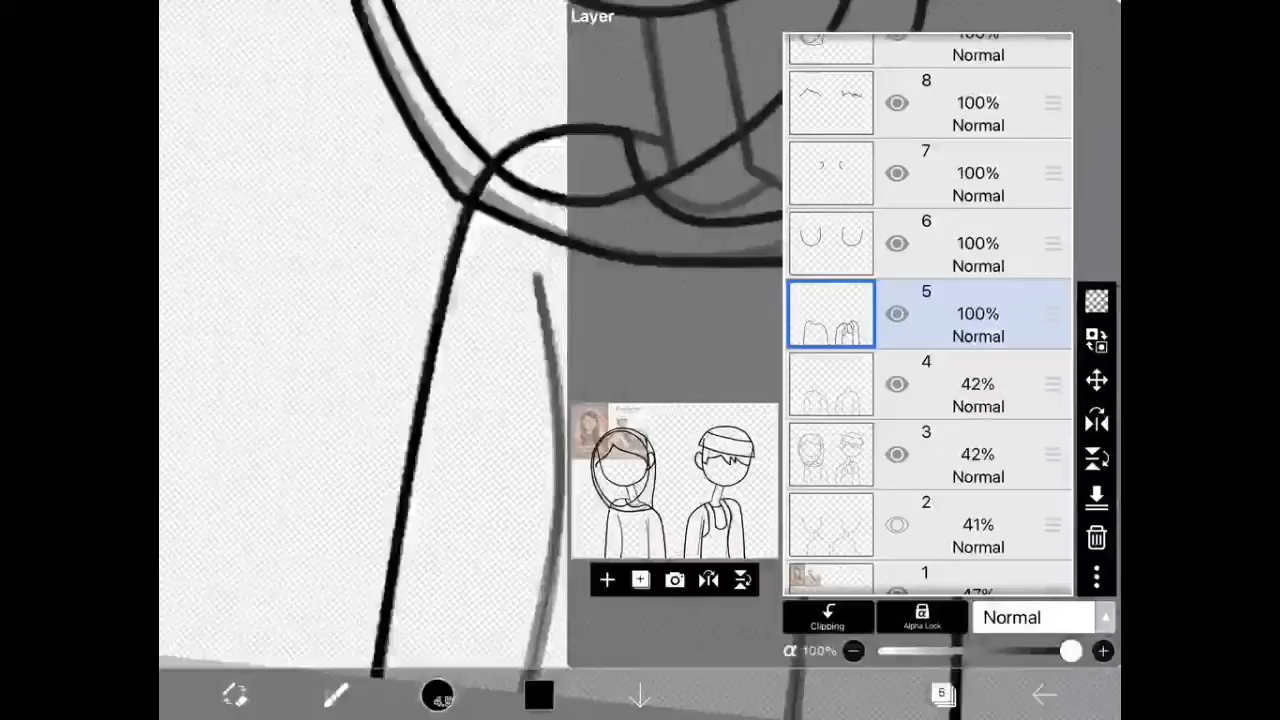 Layer
100%
Normal
8
100%
Normal
7
100%
Normal
6
100%
Normal
5
100%
Normal
4
42%
Normal
3
42%
Normal
2
41%
Normal
1
47%
Clipping
Alpha Lock
Normal
α 100%
5